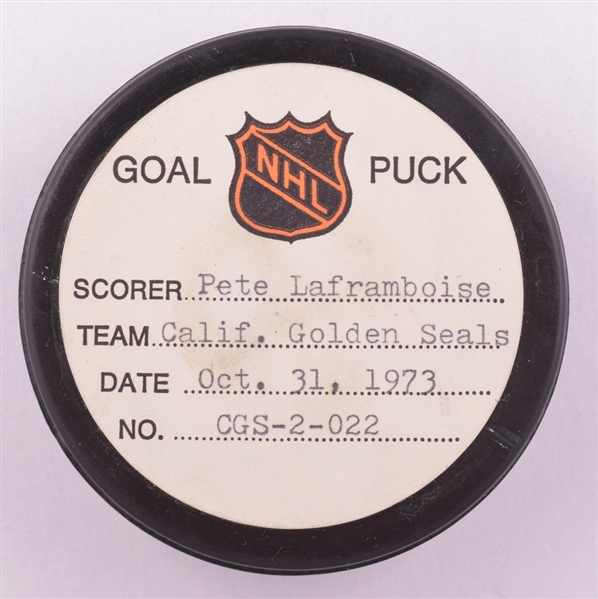 GOAL NHL PUCK
SCORER Pete Laframboise
TEAM Calif. Golden Seals
DATE Oct. 31, 1973
NO. CGS-2-022